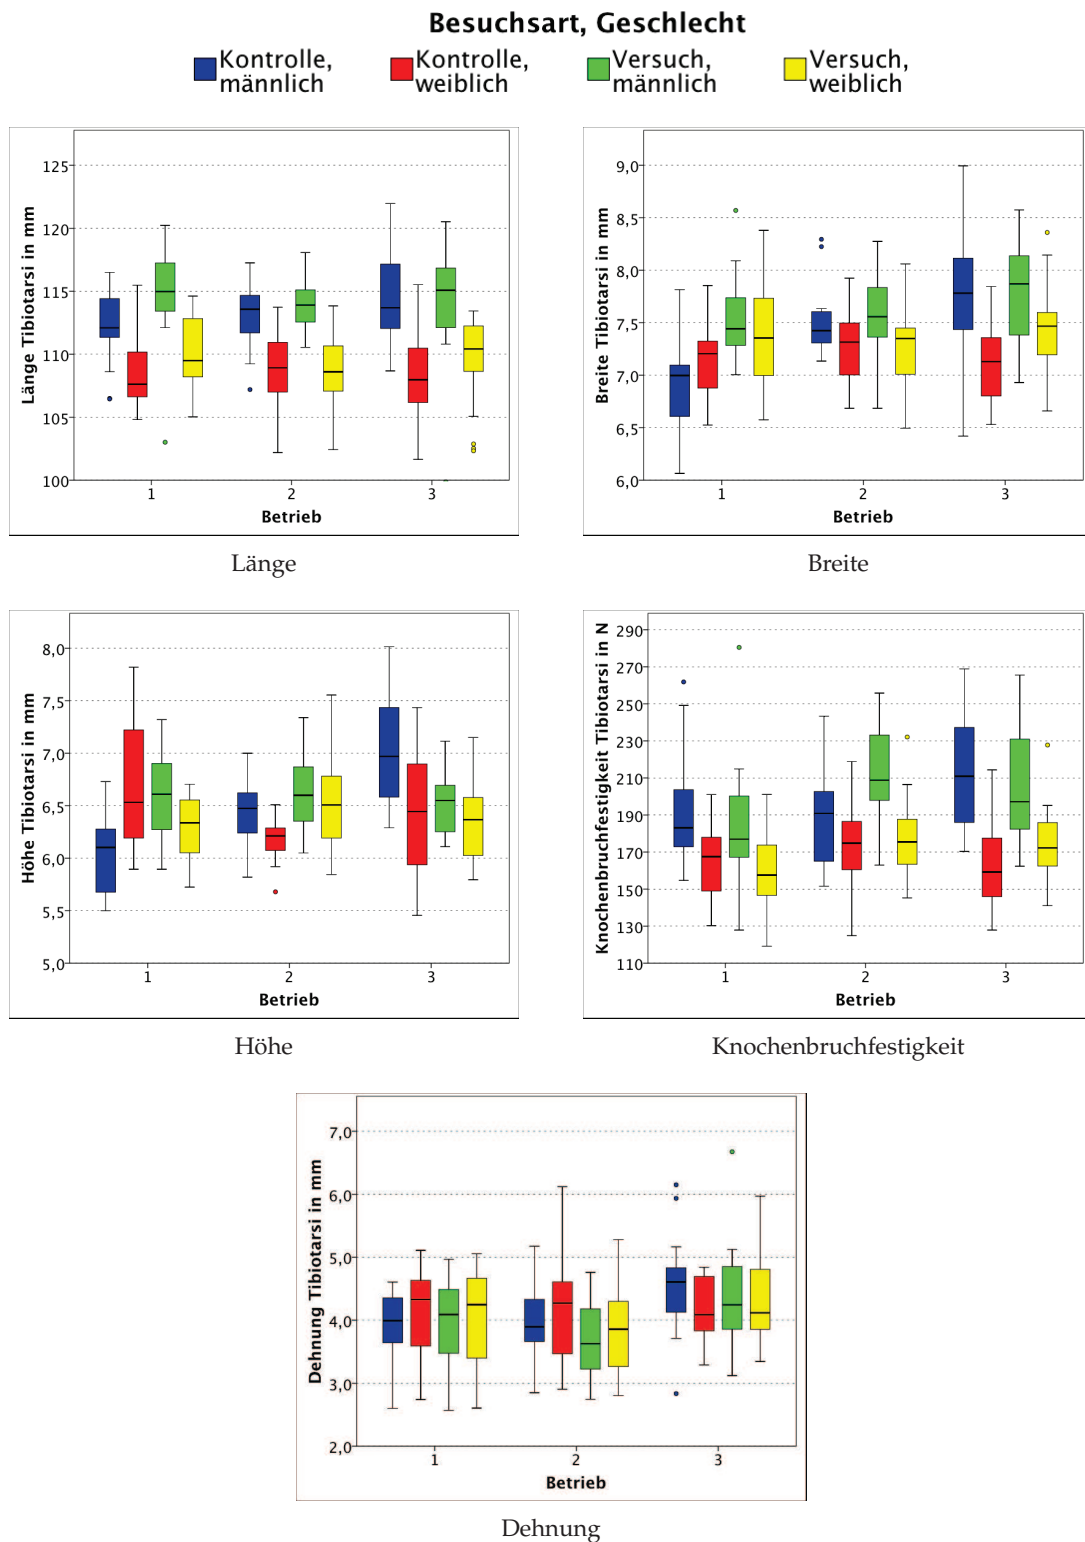 Besuchsart, Geschlecht
Kontrolle, männlich
Kontrolle, weiblich
Versuch, männlich
Versuch, weiblich
Länge Tibiotarsi in mm
125
120
115
110
105
100
1 2 3
Betrieb
Länge
Breite Tibiotarsi in mm
9,0
8,5
8,0
7,5
7,0
6,5
6,0
1 2 3
Betrieb
Breite
Höhe Tibiotarsi in mm
8,0
7,5
7,0
6,5
6,0
5,5
5,0
1 2 3
Betrieb
Höhe
Knochenbruchfestigkeit Tibiotarsi in N
290
270
250
230
210
190
170
150
130
110
1 2 3
Betrieb
Knochenbruchfestigkeit
Dehnung Tibiotarsi in mm
7,0
6,0
5,0
4,0
3,0
2,0
1 2 3
Betrieb
Dehnung